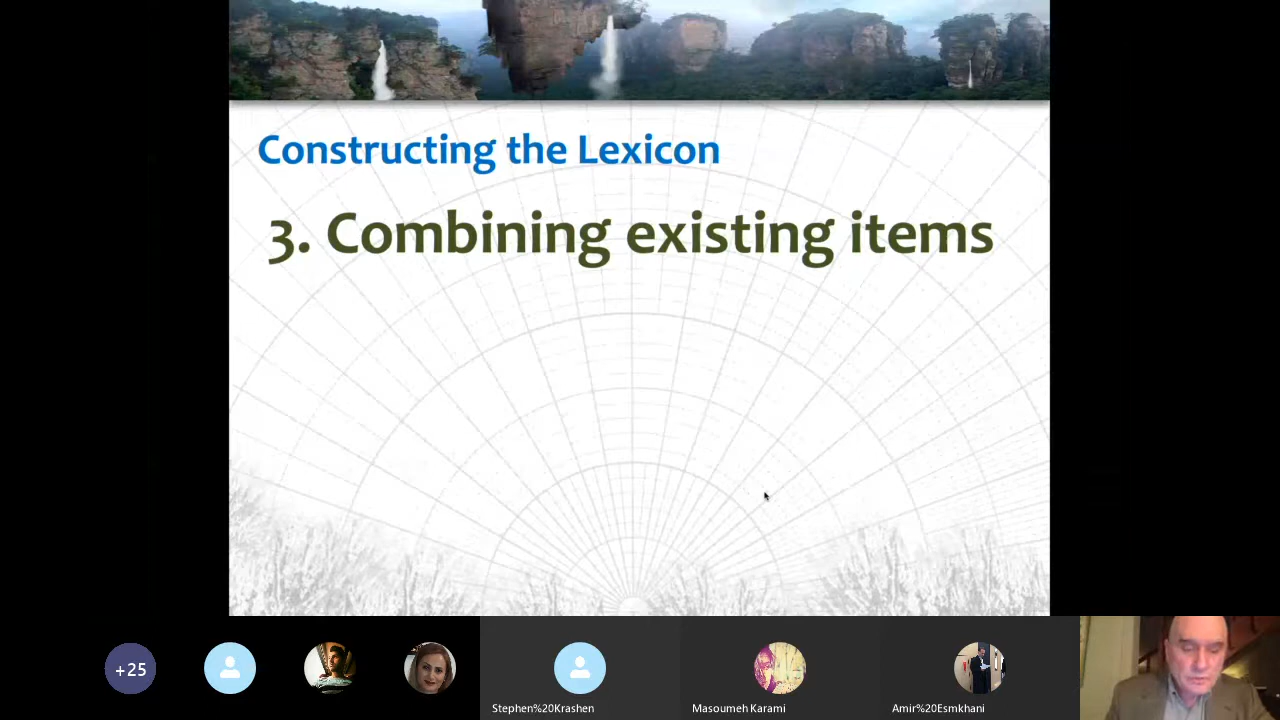 Constructing the Lexicon
3. Combining existing items
+25
Stephen%20Krashen
Masoumeh Karami
Amir%20Esmkhani